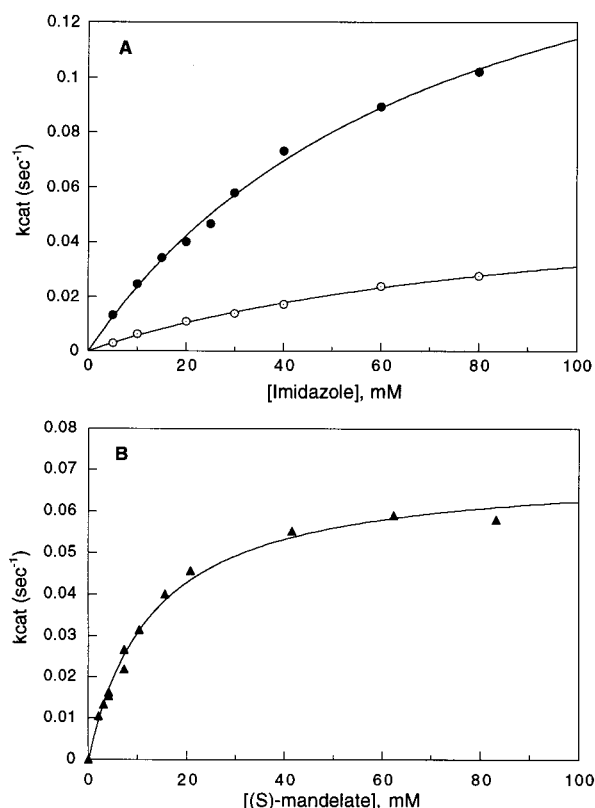 A
kcat (sec⁻¹)
0.12
0.1
0.08
0.06
0.04
0.02
0
0 20 40 60 80 100
[Imidazole], mM
B
kcat (sec⁻¹)
0.08
0.07
0.06
0.05
0.04
0.03
0.02
0.01
0
0 20 40 60 80 100
[(S)-mandelate], mM